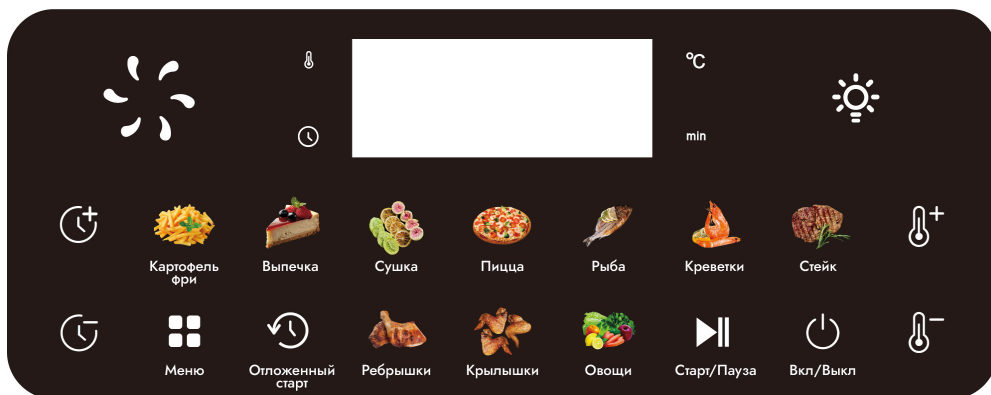 °C
min
Картофель
фри
Выпечка
Сушка
Пицца
Рыба
Креветки
Стейк
Меню
Отложенный
старт
Ребрышки
Крылышки
Овощи
Старт/Пауза
Вкл/Выкл